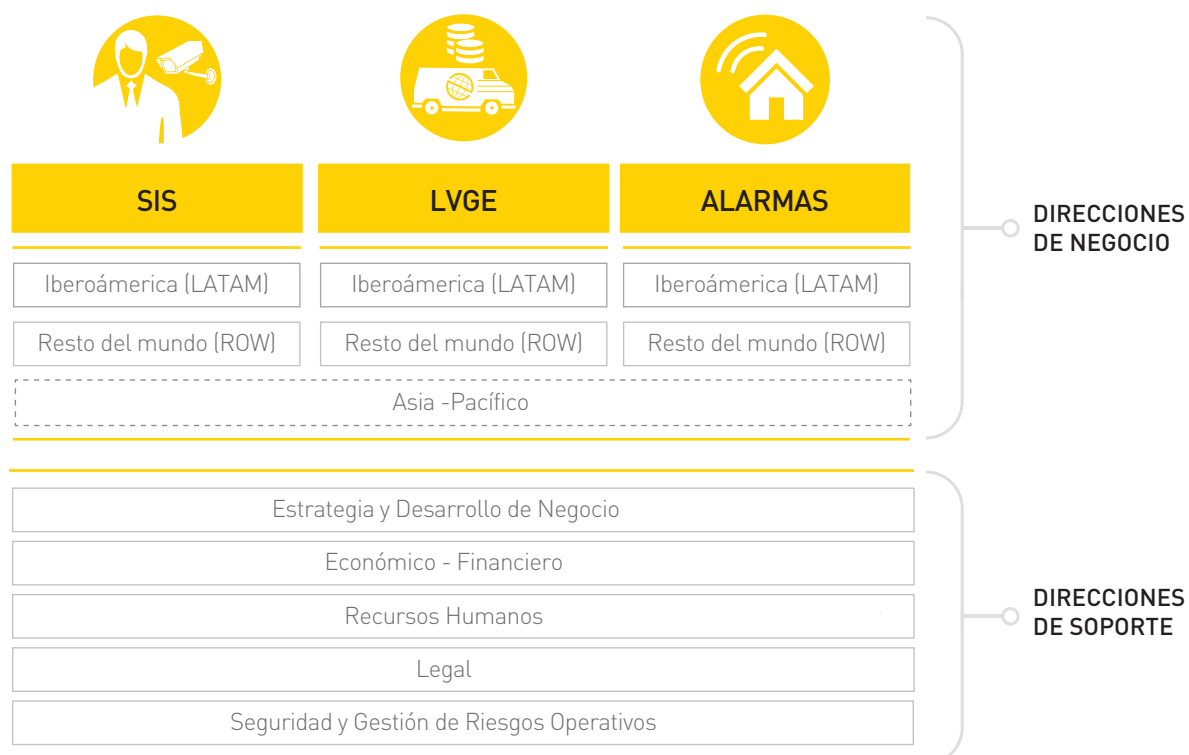 SIS
LVGE
ALARMAS
Iberoámerica (LATAM)
Iberoámerica (LATAM)
Iberoámerica (LATAM)
Resto del mundo (ROW)
Resto del mundo (ROW)
Resto del mundo (ROW)
Asia -Pacífico
DIRECCIONES
DE NEGOCIO
Estrategia y Desarrollo de Negocio
Económico - Financiero
Recursos Humanos
Legal
Seguridad y Gestión de Riesgos Operativos
DIRECCIONES
DE SOPORTE